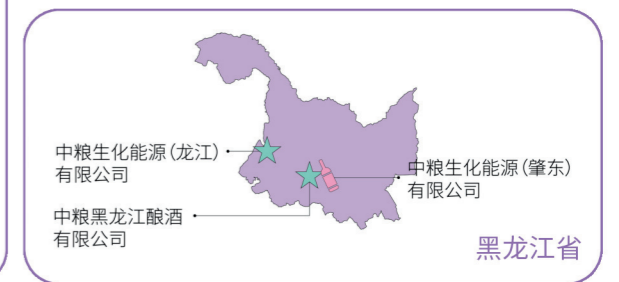 中粮生化能源(龙江)
有限公司
中粮生化能源(肇东)
有限公司
中粮黑龙江酿酒
有限公司
黑龙江省